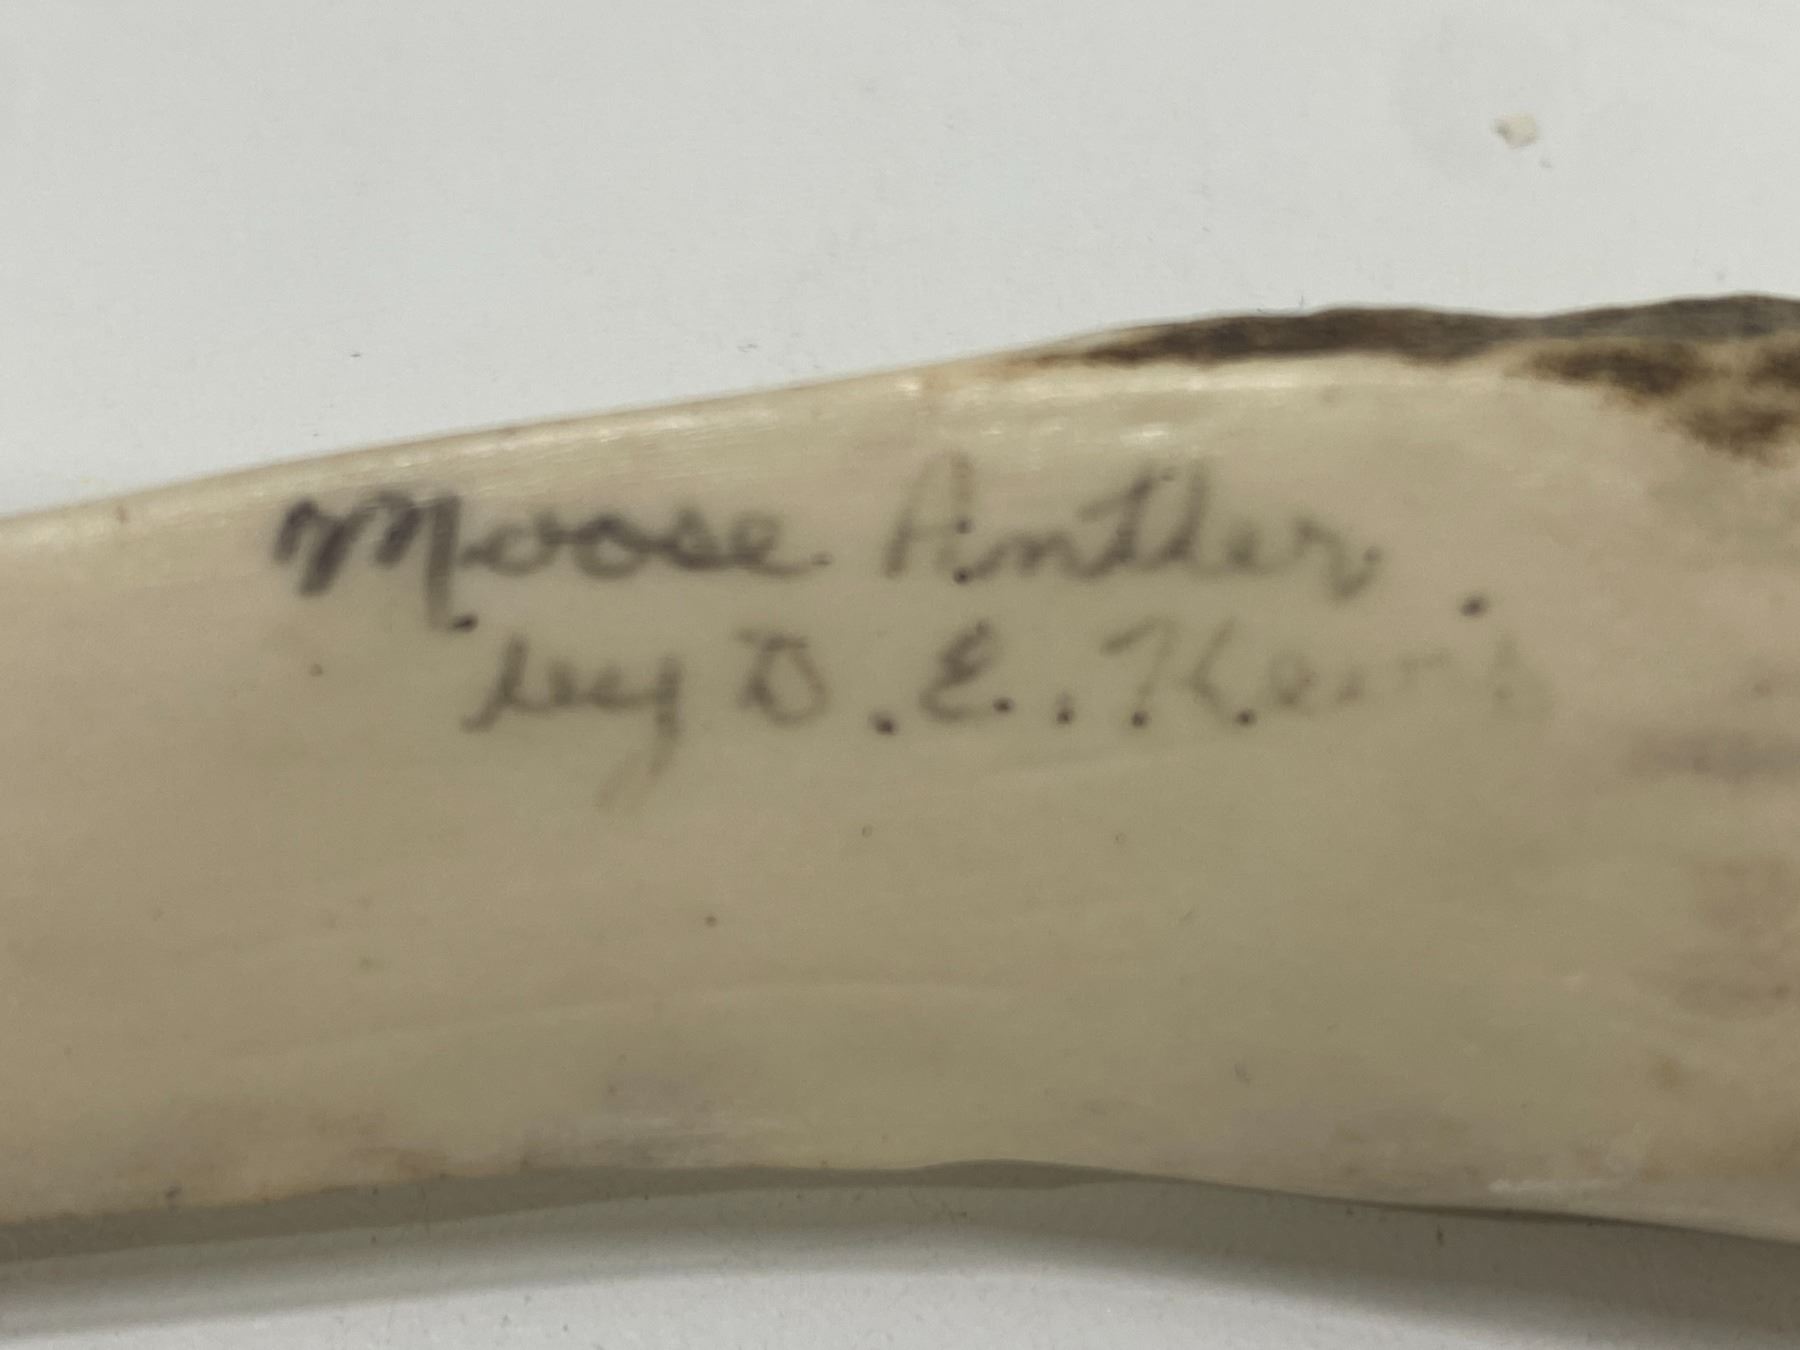 Moose Antler.
by D. E.